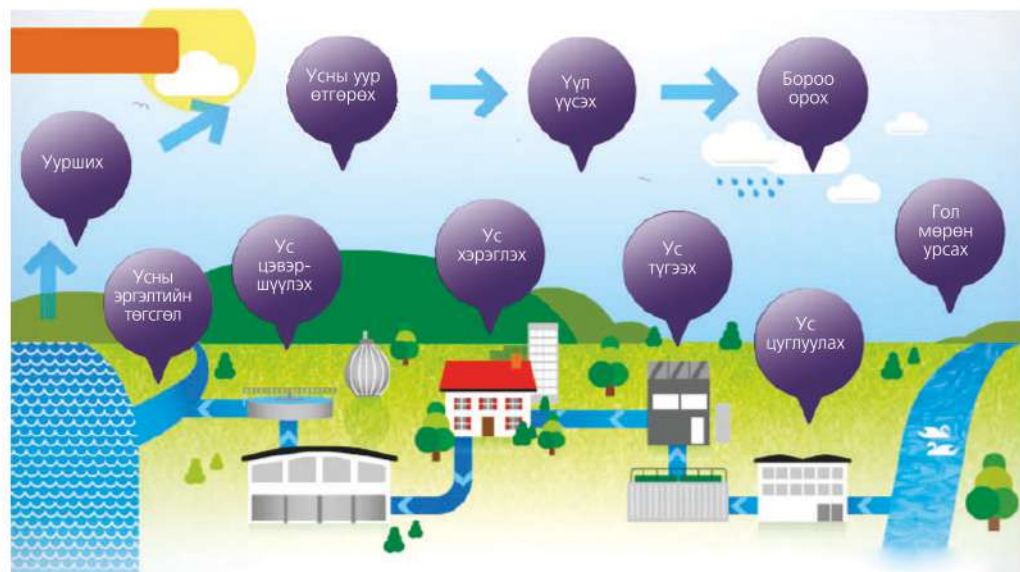 Усны уур
өтгөрөх
Үүл
үүсэх
Бороо
орох
Уурших
Гол
мөрөн
урсах
Ус
цэвэр-
шүүлэх
Ус
хэрэглэх
Ус
түгээх
Усны
эргэлтийн
төгсгөл
Ус
цуглуулах